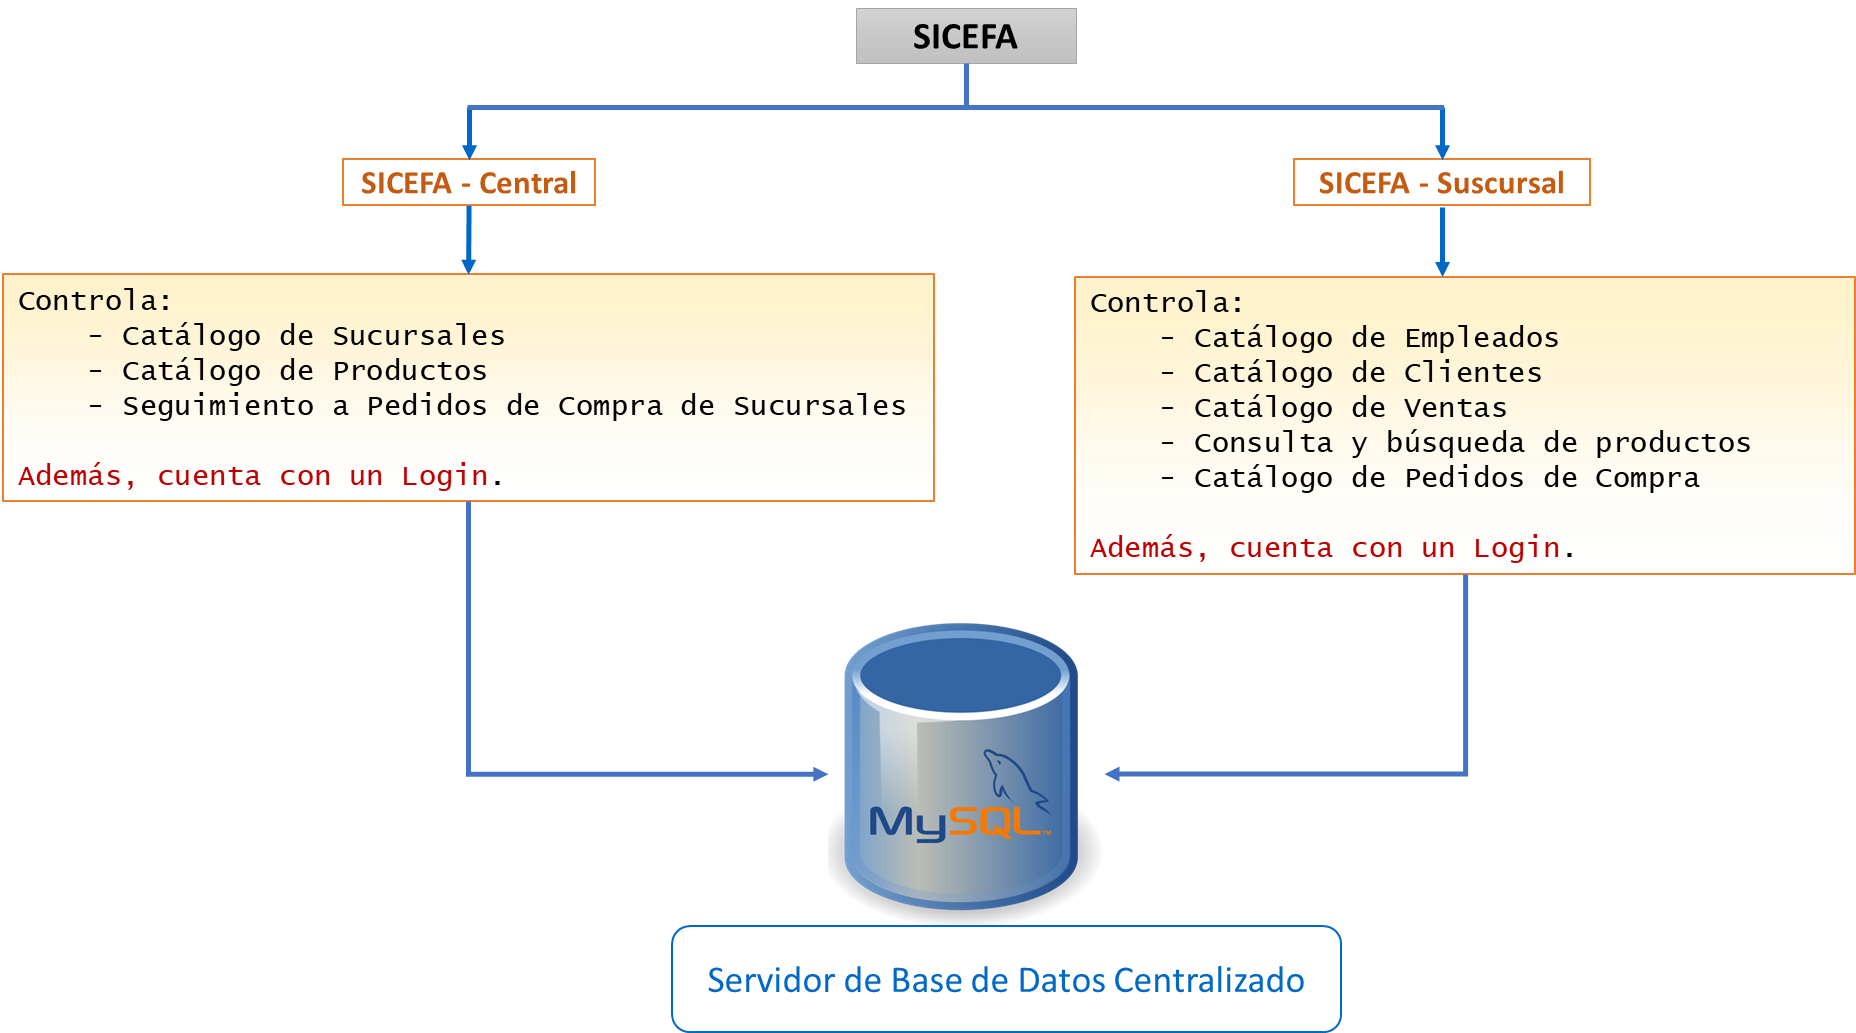 SICEFA
SICEFA - Central
SICEFA - Suscursal
Controla:
- Catálogo de Sucursales
- Catálogo de Productos
- Seguimiento a Pedidos de Compra de Sucursales
Además, cuenta con un Login.
Controla:
- Catálogo de Empleados
- Catálogo de Clientes
- Catálogo de Ventas
- Consulta y búsqueda de productos
- Catálogo de Pedidos de Compra
Además, cuenta con un Login.
MySQL™
Servidor de Base de Datos Centralizado